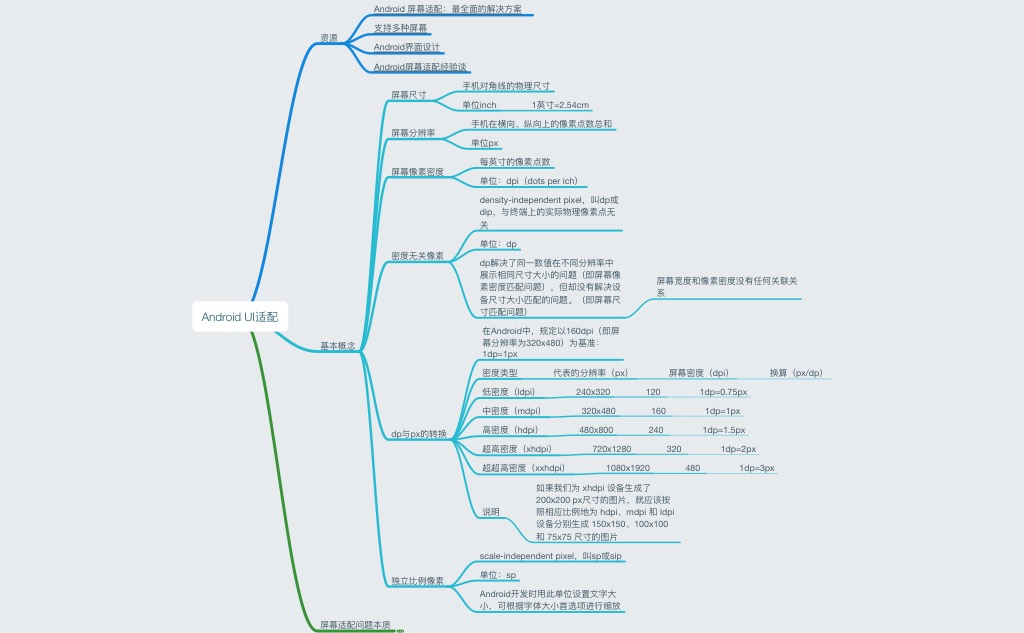 Android 屏幕适配：最全面的解决方案
支持多种屏幕
资源
Android界面设计
Android屏幕适配经验谈
手机对角线的物理尺寸
屏幕尺寸
单位inch 1英寸=2.54cm
手机在横向、纵向上的像素点数总和
屏幕分辨率
单位px
每英寸的像素点数
屏幕像素密度
单位：dpi（dots per ich）
density-independent pixel，叫dp或
dip，与终端上的实际物理像素点无
关
单位：dp
密度无关像素
dp解决了同一数值在不同分辨率中
展示相同尺寸大小的问题（即屏幕像
素密度匹配问题），但却没有解决设
备尺寸大小匹配的问题。（即屏幕尺
寸匹配问题）
屏幕宽度和像素密度没有任何关联关
系
Android UI适配
基本概念
在Android中，规定以160dpi（即屏
幕分辨率为320x480）为基准：
1dp=1px
密度类型 代表的分辨率（px） 屏幕密度（dpi） 换算（px/dp）
低密度（ldpi） 240x320 120 1dp=0.75px
中密度（mdpi） 320x480 160 1dp=1px
高密度（hdpi） 480x800 240 1dp=1.5px
dp与px的转换
超高密度（xhdpi） 720x1280 320 1dp=2px
超超高密度（xxhdpi） 1080x1920 480 1dp=3px
说明
如果我们为 xhdpi 设备生成了
200x200 px尺寸的图片，就应该按
照相应比例地为 hdpi、mdpi 和 ldpi
设备分别生成 150x150、100x100
和 75x75 尺寸的图片
scale-independent pixel，叫sp或sip
单位：sp
独立比例像素
Android开发时用此单位设置文字大
小，可根据字体大小首选项进行缩放
屏幕适配问题本质